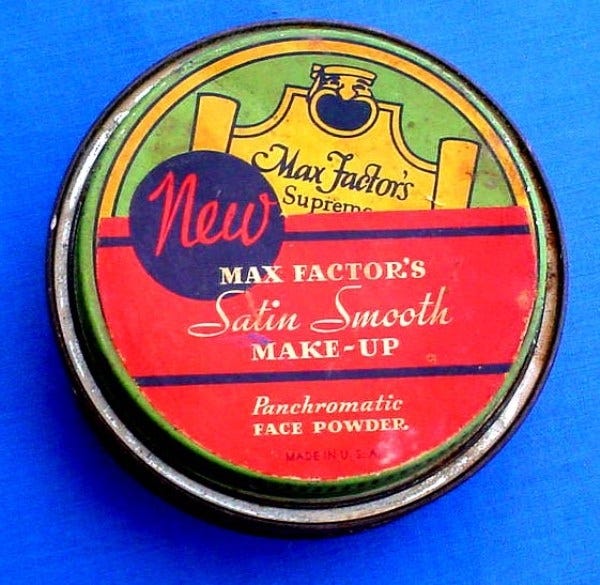 Max Factor's
Supreme
New
MAX FACTOR'S
Satin Smooth
MAKE-UP
Panchromatic
FACE POWDER
MADE IN U.S.A.